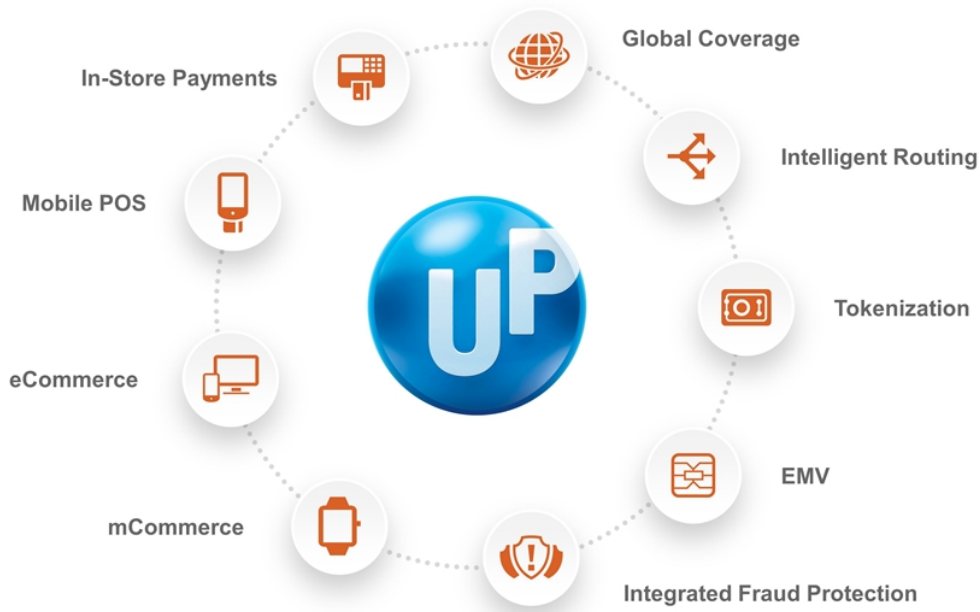 Global Coverage
In-Store Payments
Intelligent Routing
Mobile POS
UP
Tokenization
eCommerce
EMV
mCommerce
Integrated Fraud Protection